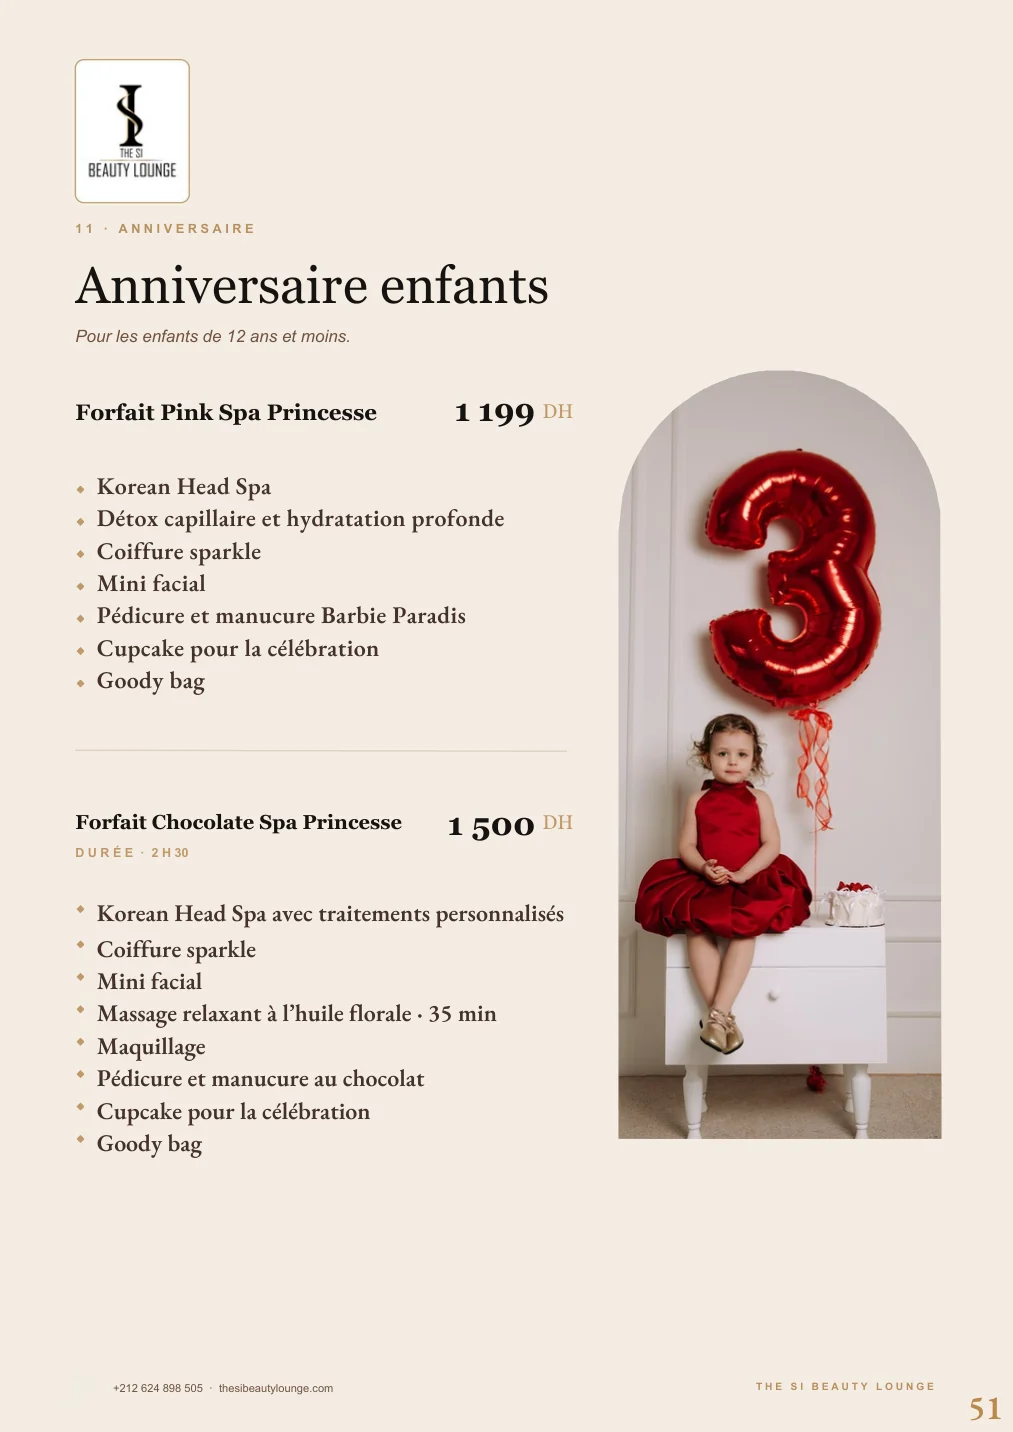 THE SI
BEAUTY LOUNGE
11 · ANNIVERSAIRE
Anniversaire enfants
Pour les enfants de 12 ans et moins.
Forfait Pink Spa Princesse 1 199 DH
Korean Head Spa
Détox capillaire et hydratation profonde
Coiffure sparkle
Mini facial
Pédicure et manucure Barbie Paradis
Cupcake pour la célébration
Goody bag
Forfait Chocolate Spa Princesse 1 500 DH
DURÉE · 2H30
Korean Head Spa avec traitements personnalisés
Coiffure sparkle
Mini facial
Massage relaxant à l’huile florale · 35 min
Maquillage
Pédicure et manucure au chocolat
Cupcake pour la célébration
Goody bag
+212 624 898 505 · thesibeautylounge.com
THE SI BEAUTY LOUNGE
51